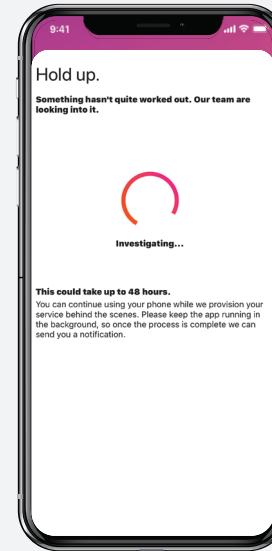 9:41
Hold up.
Something hasn't quite worked out. Our team are
looking into it.
Investigating...
This could take up to 48 hours.
You can continue using your phone while we provision your
service behind the scenes. Please keep the app running in
the background, so once the process is complete we can
send you a notification.